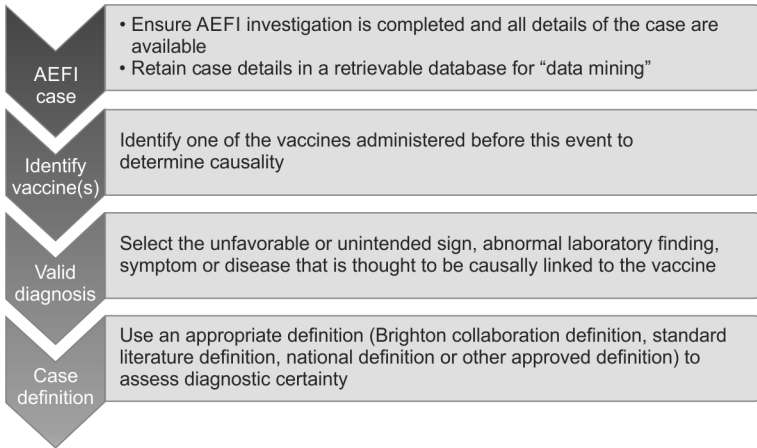 AEFI
case
• Ensure AEFI investigation is completed and all details of the case are
available
• Retain case details in a retrievable database for “data mining”
Identify
vaccine(s)
Identify one of the vaccines administered before this event to
determine causality
Valid
diagnosis
Select the unfavorable or unintended sign, abnormal laboratory finding,
symptom or disease that is thought to be causally linked to the vaccine
Case
definition
Use an appropriate definition (Brighton collaboration definition, standard
literature definition, national definition or other approved definition) to
assess diagnostic certainty